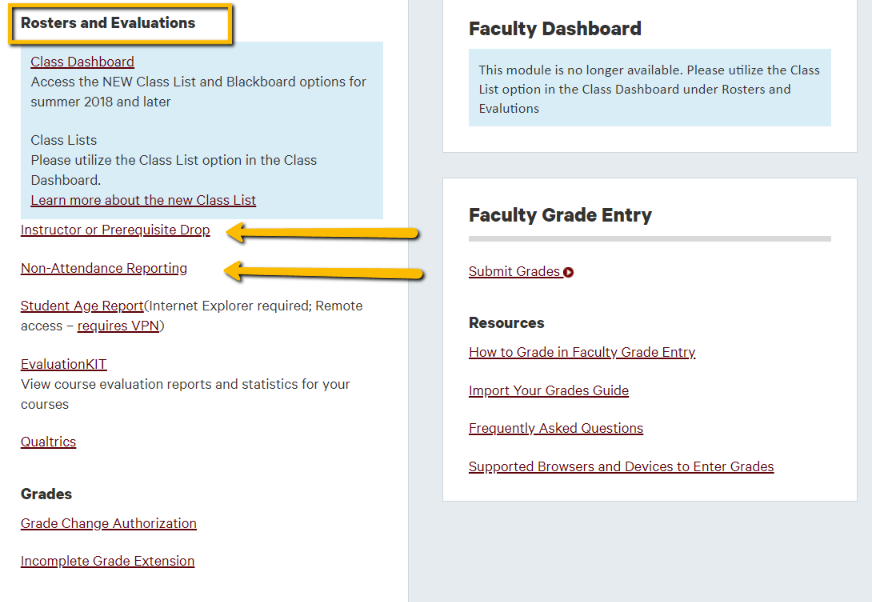 Rosters and Evaluations
Class Dashboard
Access the NEW Class List and Blackboard options for
summer 2018 and later
Class Lists
Please utilize the Class List option in the Class
Dashboard.
Learn more about the new Class List
Instructor or Prerequisite Drop
Non-Attendance Reporting
Student Age Report(Internet Explorer required; Remote
access – requires VPN)
EvaluationKIT
View course evaluation reports and statistics for your
courses
Qualtrics
Grades
Grade Change Authorization
Incomplete Grade Extension
Faculty Dashboard
This module is no longer available. Please utilize the Class
List option in the Class Dashboard under Rosters and
Evalutions
Faculty Grade Entry
Submit Grades
Resources
How to Grade in Faculty Grade Entry
Import Your Grades Guide
Frequently Asked Questions
Supported Browsers and Devices to Enter Grades